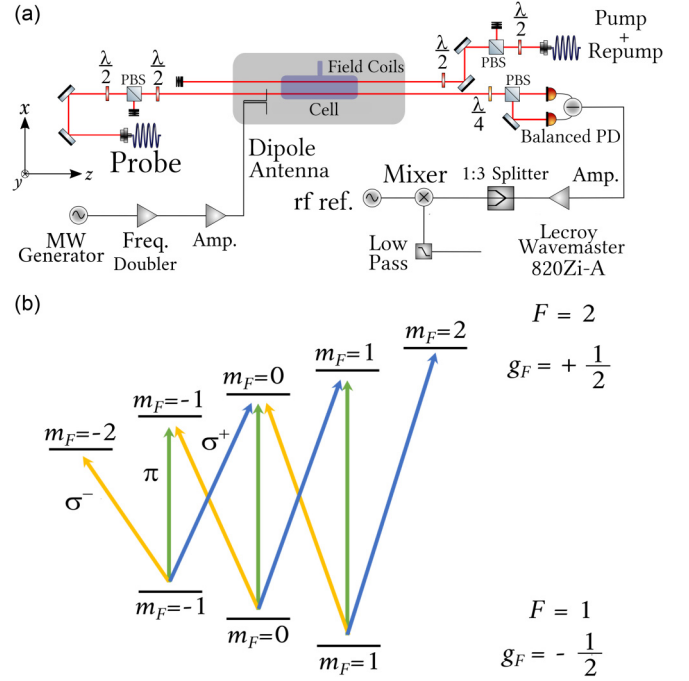 (a)
λ/2
PBS
λ/2
Probe
x
y
z
Field Coils
Cell
Dipole
Antenna
λ/2
PBS
λ/2
Pump
+
Repump
λ/4
PBS
Balanced PD
MW
Generator
Freq.
Doubler
Amp.
rf ref.
Mixer
1:3 Splitter
Amp.
Low
Pass
Lecroy
Wavemaster
820Zi-A
(b)
F = 2
g_F = + 1/2
m_F=-2
m_F=-1
m_F=0
m_F=1
m_F=2
σ⁻
π
σ⁺
m_F=-1
m_F=0
m_F=1
F = 1
g_F = - 1/2